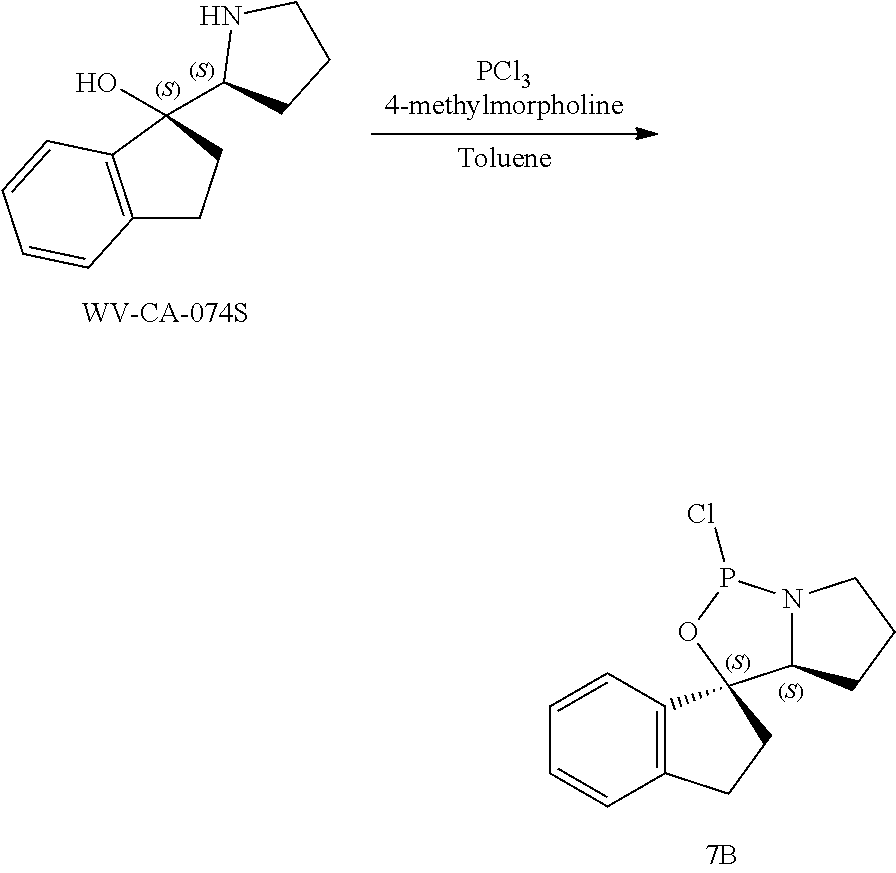 HN
(S)
HO
(S)
PCl3
4-methylmorpholine
Toluene
WV-CA-074S
Cl
P
N
O
(S)
(S)
7B